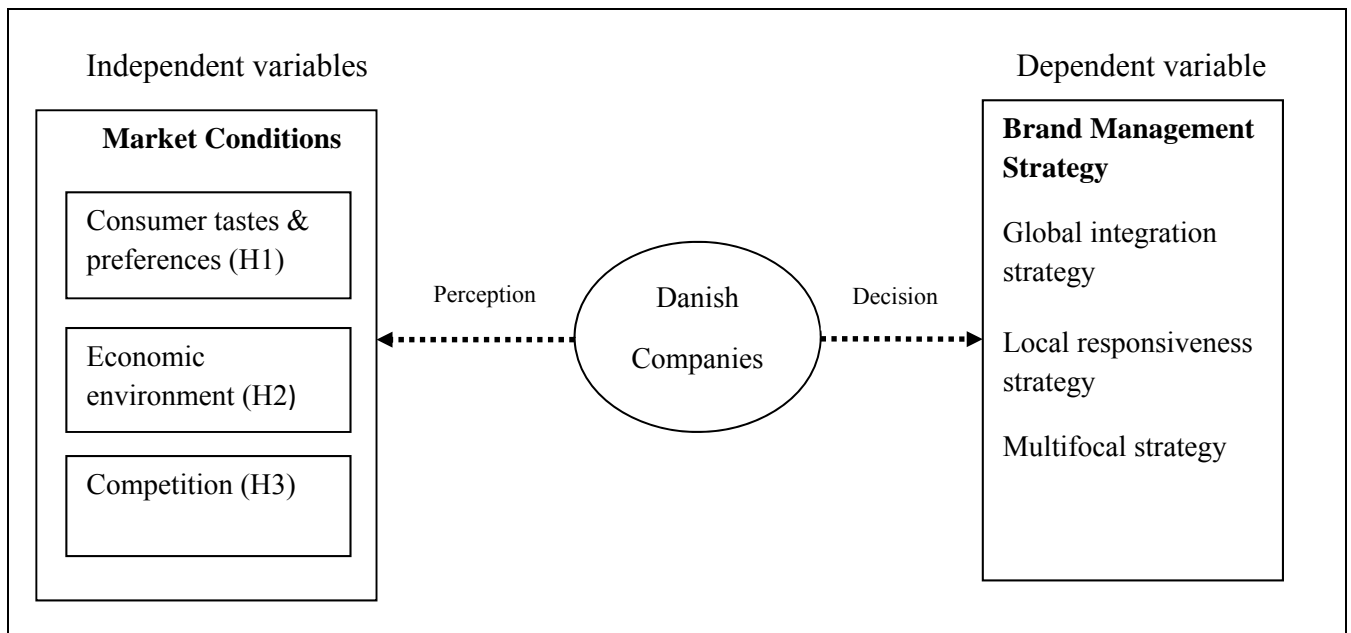 Independent variables
Dependent variable
Market Conditions
Consumer tastes &
preferences (H1)
Economic
environment (H2)
Competition (H3)
Perception
Danish
Companies
Decision
Brand Management
Strategy
Global integration
strategy
Local responsiveness
strategy
Multifocal strategy